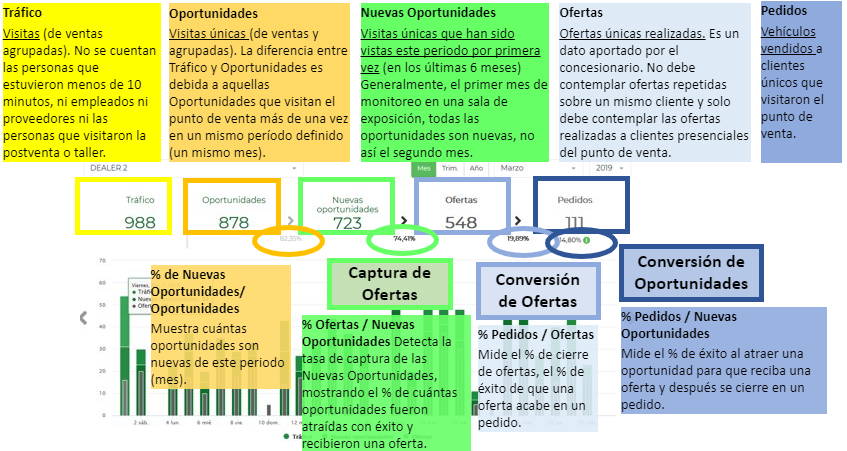 Tráfico
Visitas (de ventas
agrupadas). No se cuentan
las personas que
estuvieron menos de 10
minutos, ni empleados ni
proveedores ni las
personas que visitaron la
postventa o taller.
Oportunidades
Visitas únicas (de ventas y
agrupadas). La diferencia entre
Tráfico y Oportunidades es
debida a aquellas
Oportunidades que visitan el
punto de venta más de una vez
en un mismo período definido
(un mismo mes).
Nuevas Oportunidades
Visitas únicas que han sido
vistas este periodo por primera
vez (en los últimas 6 meses)
Generalmente, el primer mes de
monitoreo en una sala de
exposición, todas las
oportunidades son nuevas, no
así el segundo mes.
Ofertas
Ofertas únicas realizadas. Es un
dato aportado por el
concesionario. No debe
contemplar ofertas repetidas
sobre un mismo cliente y solo
debe contemplar las ofertas
realizadas a clientes presenciales
del punto de venta.
Pedidos
Vehículos
vendidos a
clientes
únicos que
visitaron el
punto de
venta.
DEALER 2
Mes Trim. Año Marzo 2019
Tráfico
988
Oportunidades
878
Nuevas
oportunidades
723
Ofertas
548
Pedidos
111
82,35%
74,41%
19,89%
14,80%
70
60
50
40
30
20
10
0
Viernes,
Tráf
Nuev
Ofer
% de Nuevas
Oportunidades/
Oportunidades
Muestra cuántas
oportunidades son
nuevas de este periodo
(mes).
Captura de
Ofertas
% Ofertas / Nuevas
Oportunidades Detecta la
tasa de captura de las
Nuevas Oportunidades,
mostrando el % de cuántas
oportunidades fueron
atraídas con éxito y
recibieron una oferta.
Conversión
de Ofertas
% Pedidos / Ofertas
Mide el % de cierre
de ofertas, el % de
éxito de que una
oferta acabe en un
pedido.
Conversión de
Oportunidades
% Pedidos / Nuevas
Oportunidades
Mide el % de éxito al atraer una
oportunidad para que reciba una
oferta y después se cierre en un
pedido.
2 sáb. 4 lun. 6 mié 8 vie. 10 dom. 12 m